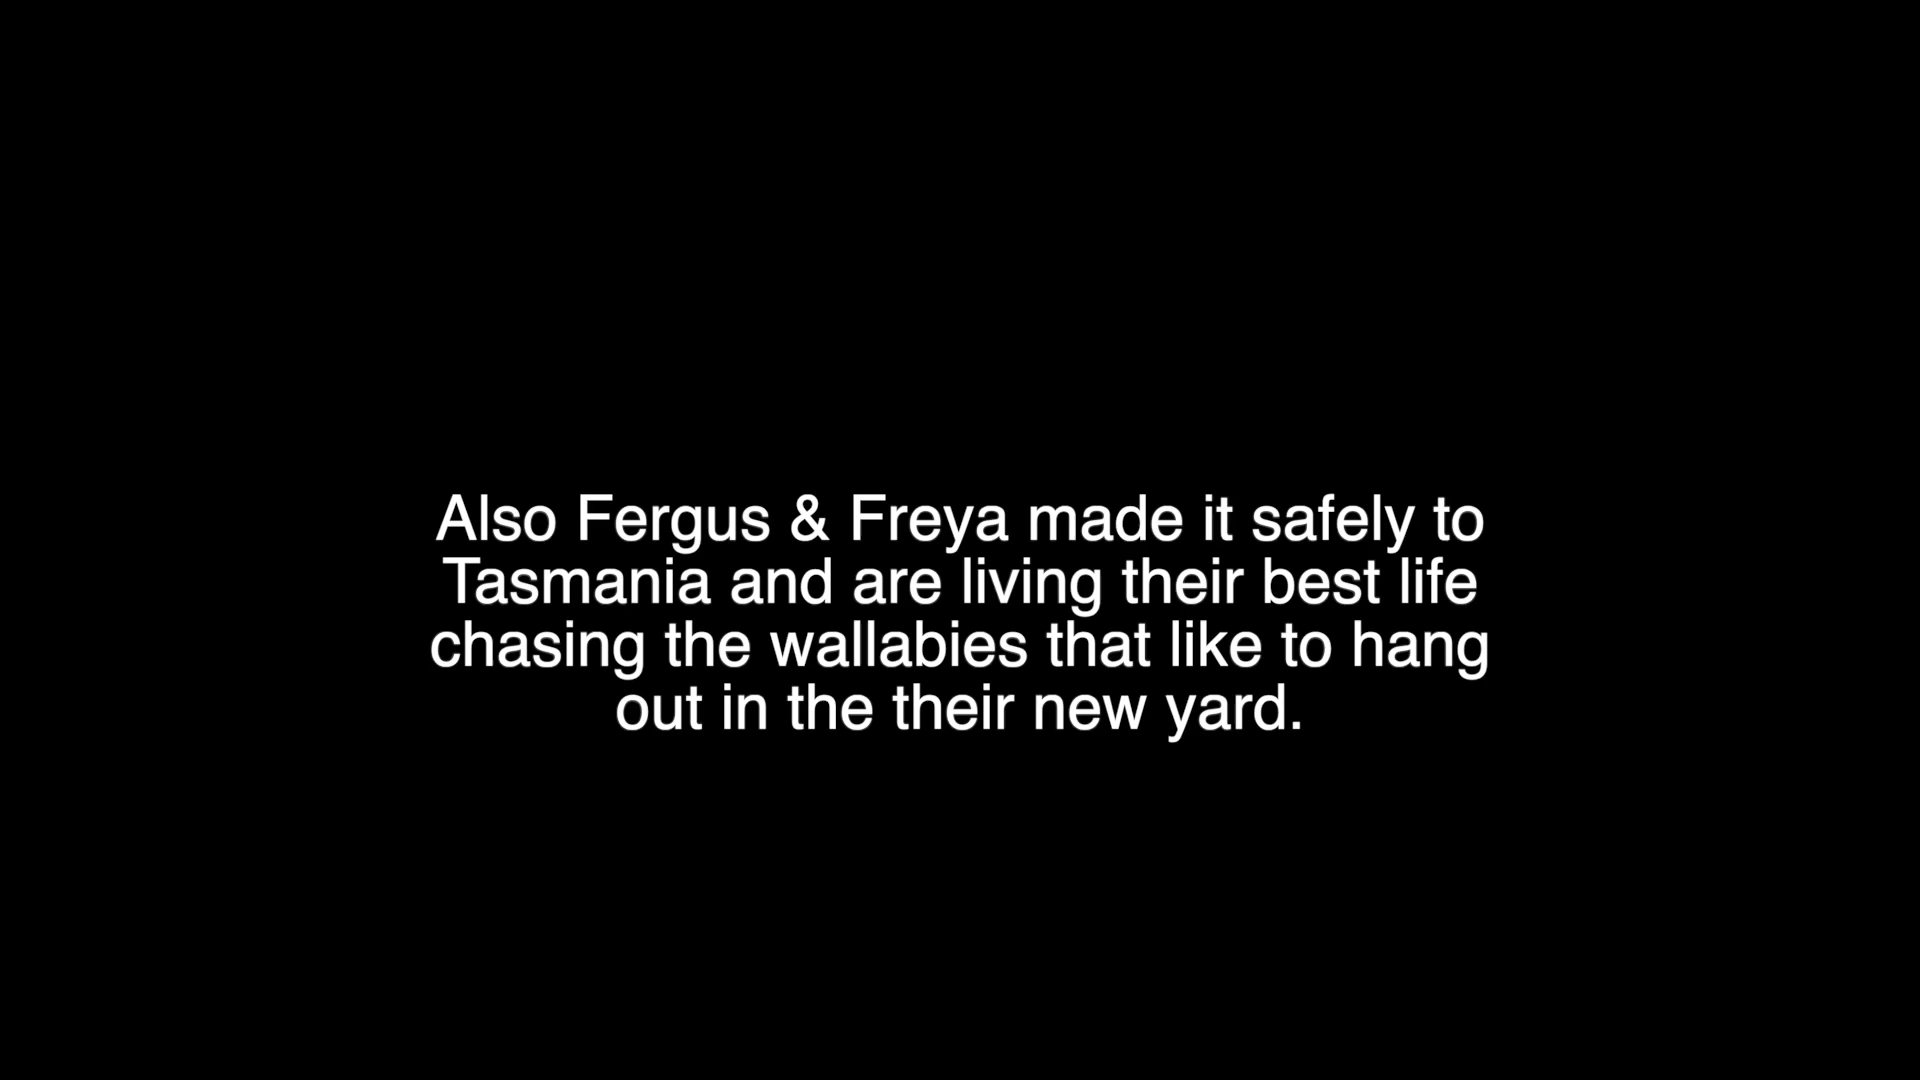 Also Fergus & Freya made it safely to
Tasmania and are living their best life
chasing the wallabies that like to hang
out in the their new yard.